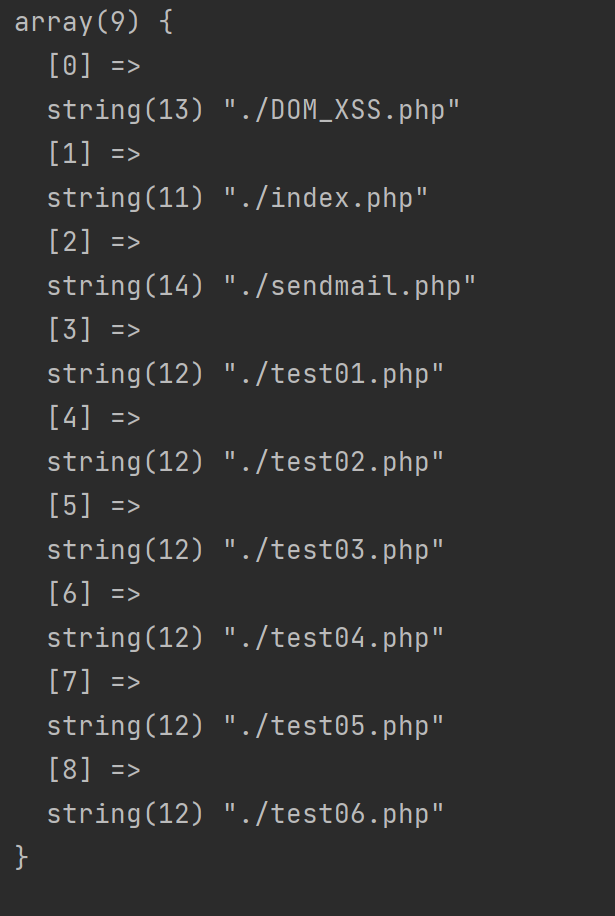 array(9) {
  [0] =>
  string(13) "./DOM_XSS.php"
  [1] =>
  string(11) "./index.php"
  [2] =>
  string(14) "./sendmail.php"
  [3] =>
  string(12) "./test01.php"
  [4] =>
  string(12) "./test02.php"
  [5] =>
  string(12) "./test03.php"
  [6] =>
  string(12) "./test04.php"
  [7] =>
  string(12) "./test05.php"
  [8] =>
  string(12) "./test06.php"
}